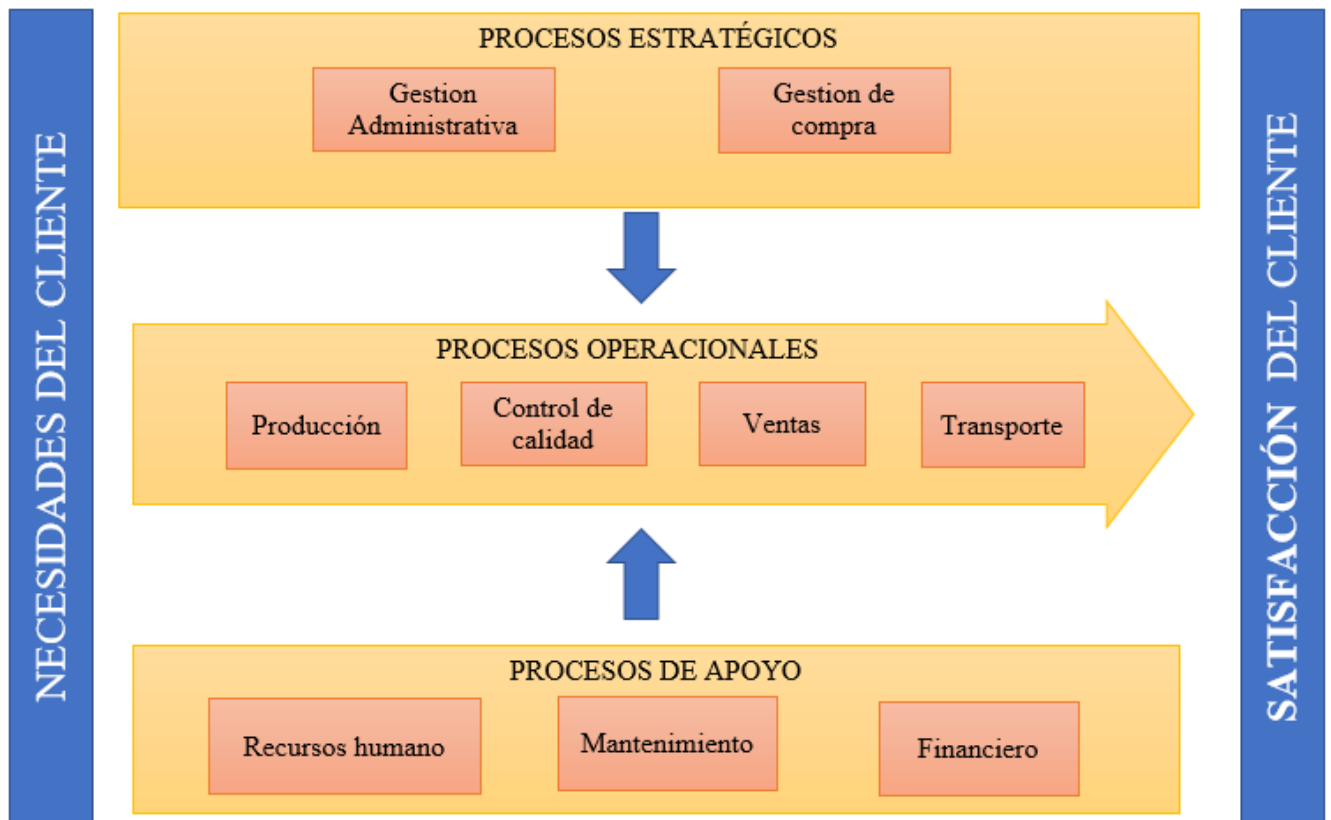 NECESIDADES DEL CLIENTE
PROCESOS ESTRATÉGICOS
Gestion
Administrativa
Gestion de
compra
PROCESOS OPERACIONALES
Producción
Control de
calidad
Ventas
Transporte
PROCESOS DE APOYO
Recursos humano
Mantenimiento
Financiero
SATISFACCIÓN DEL CLIENTE